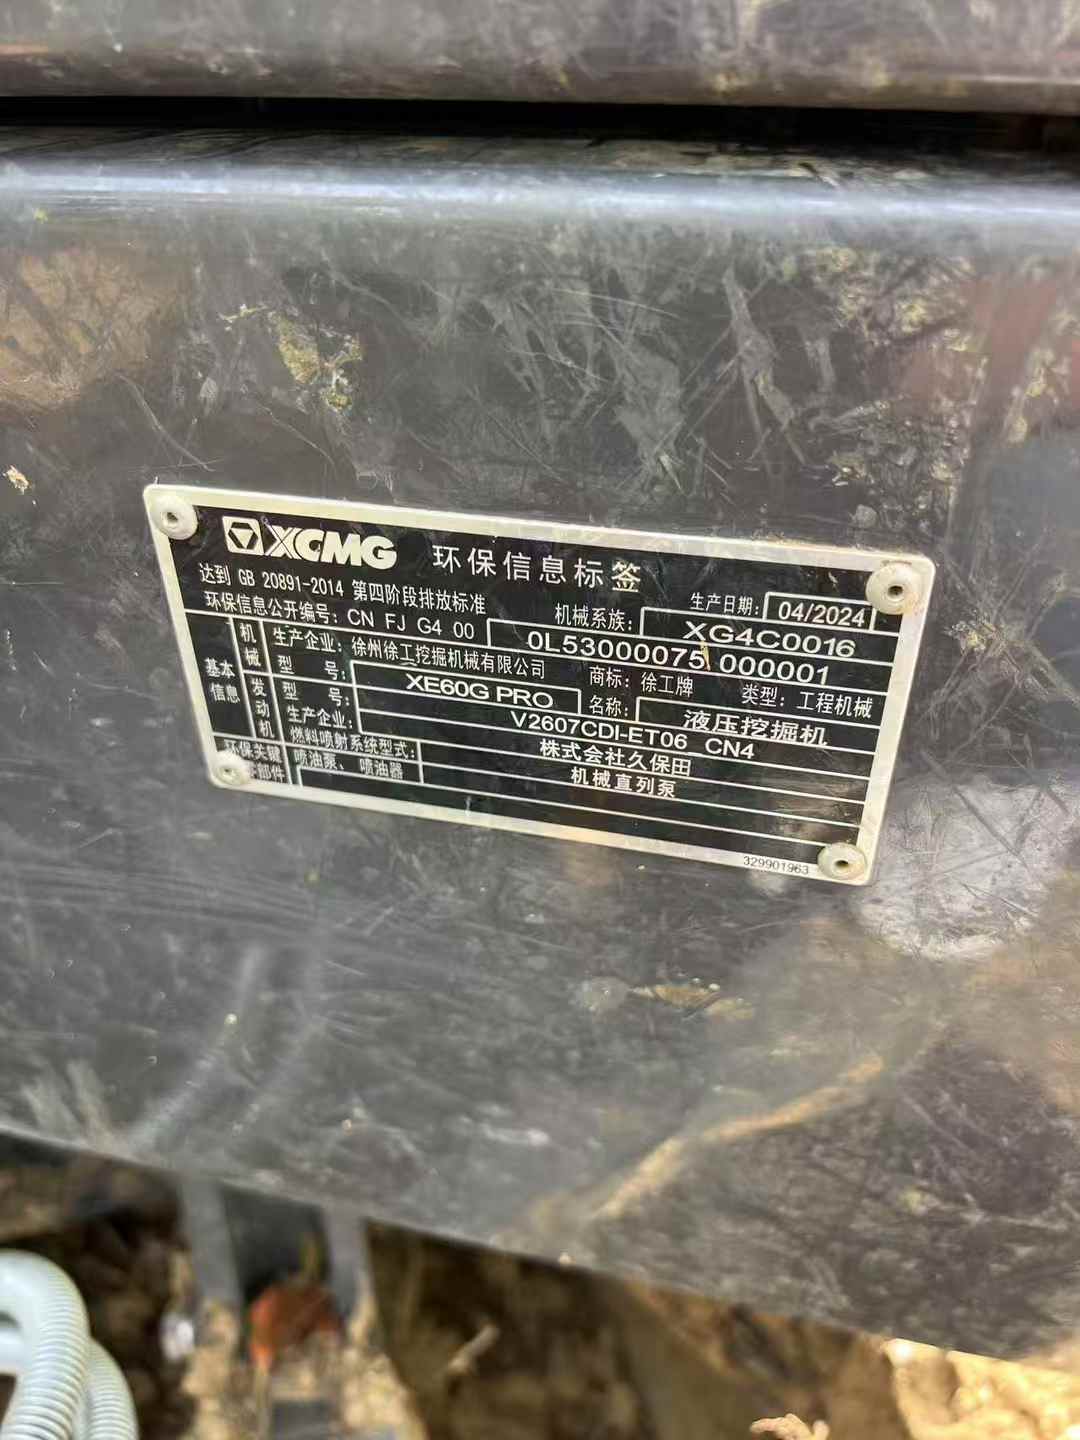 XCMG 环保信息标签
达到 GB 20891-2014 第四阶段排放标准
生产日期: 04/2024
机械系族: XG4C0016
环保信息公开编号: CN FJ G4 00 0L53000075 000001
基本信息
机械
生产企业: 徐州徐工挖掘机械有限公司 商标: 徐工牌 类型: 工程机械
型号: XE60G PRO 名称: 液压挖掘机
发动机
型号: V2607CDI-ET06 CN4
生产企业: 株式会社久保田
环保关键
部件
燃料喷射系统型式: 机械直列泵
喷油泵、喷油器
329901963